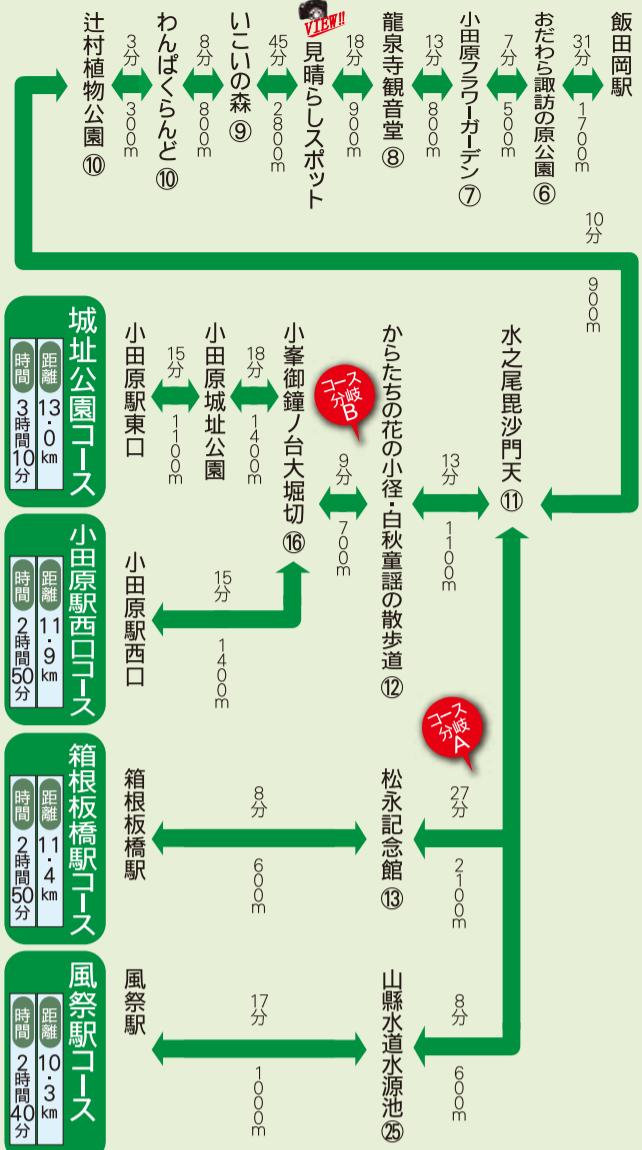 飯田岡駅
31分
1700m
おだわら諏訪の原公園⑥
7分
500m
小田原フラワーガーデン⑦
13分
800m
龍泉寺観音堂⑧
18分
900m
VIEW!!
見晴らしスポット
45分
2800m
いこいの森⑨
8分
800m
わんぱくらんど⑩
3分
300m
辻村植物公園⑩
10分
900m
水之尾毘沙門天⑪
13分
1100m
からたちの花の小径・白秋童謡の散歩道⑫
コース
分岐
B
9分
700m
小峯御鐘ノ台大堀切⑯
18分
1400m
小田原城址公園
15分
1100m
小田原駅東口
15分
1400m
小田原駅西口
コース
分岐
A
27分
2100m
松永記念館⑬
8分
600m
箱根板橋駅
8分
600m
山縣水道水源池㉕
17分
1000m
風祭駅
城址公園コース
距離 13・0km
時間 3時間10分
小田原駅西口コース
距離 11・9km
時間 2時間50分
箱根板橋駅コース
距離 11・4km
時間 2時間50分
風祭駅コース
距離 10・3km
時間 2時間40分